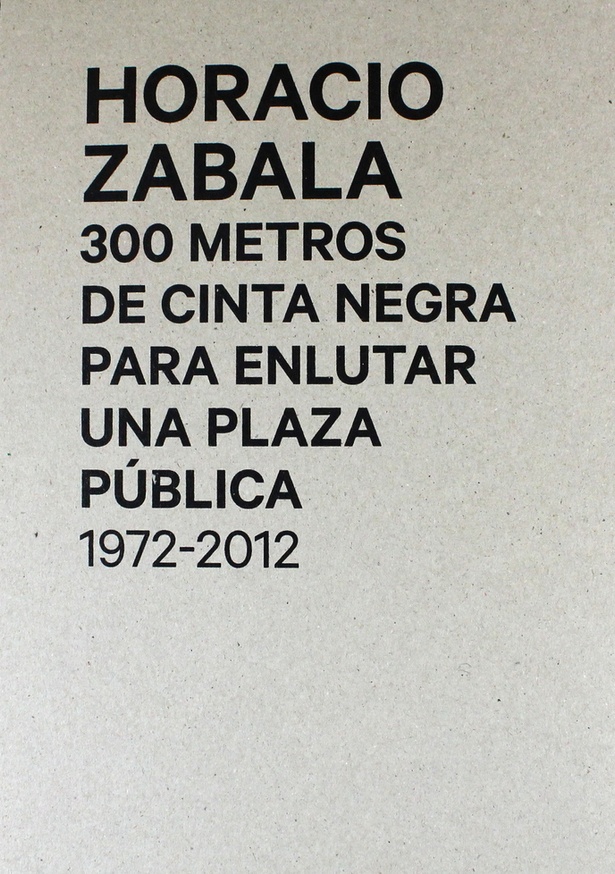 HORACIO
ZABALA
300 METROS
DE CINTA NEGRA
PARA ENLUTAR
UNA PLAZA
PÚBLICA
1972-2012